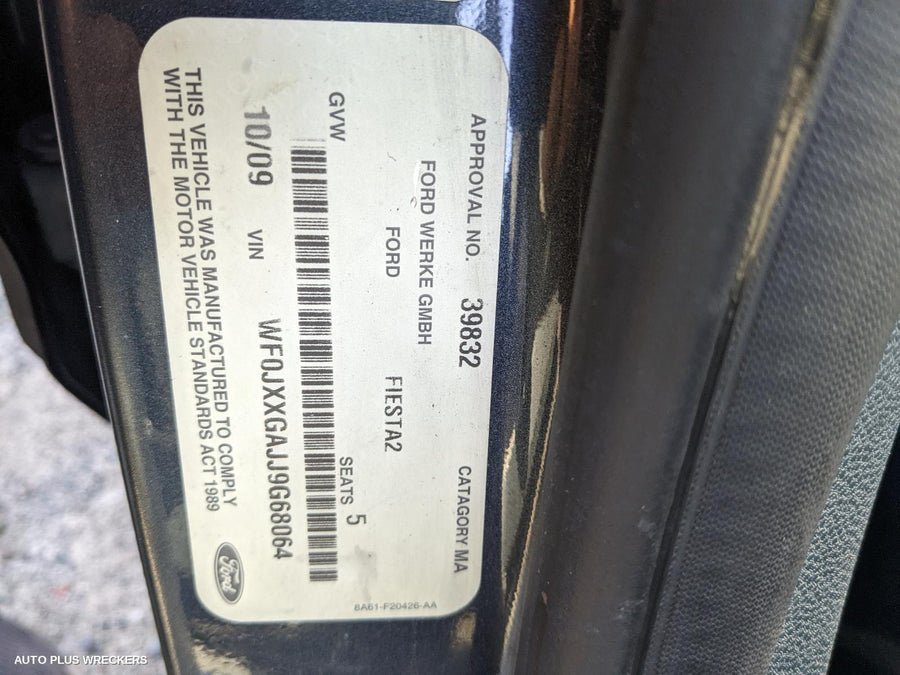 APPROVAL NO. 39832 CATAGORY MA
FORD WERKE GMBH
FORD FIESTA2
GVW SEATS 5
10/09 VIN WF0JXXGAJJ9G68064
THIS VEHICLE WAS MANUFACTURED TO COMPLY
WITH THE MOTOR VEHICLE STANDARDS ACT 1989
Ford
8A61-F20426-AA
AUTO PLUS WRECKERS